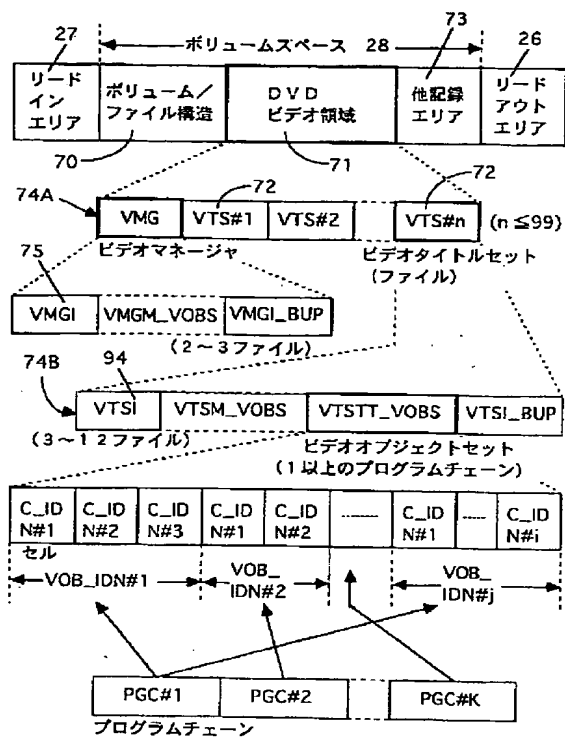 27
ボリュームスペース 28
73
26
リード
イン
エリア
ボリューム／
ファイル構造
DVD
ビデオ領域
他記録
エリア
リード
アウト
エリア
70
71
74A
72
72
VMG
VTS#1
VTS#2
VTS#n
(n≦99)
ビデオマネージャ
ビデオタイトルセット
(ファイル)
75
VMGI
VMGM_VOBS
VMGI_BUP
(2〜3ファイル)
74B
94
VTSI
VTSM_VOBS
VTSTT_VOBS
VTSI_BUP
(3〜12ファイル)
ビデオオブジェクトセット
(1以上のプログラムチェーン)
C_ID
N#1
C_ID
N#2
C_ID
N#3
C_ID
N#1
C_ID
N#2
C_ID
N#1
C_ID
N#i
セル
VOB_IDN#1
VOB_
IDN#2
VOB_
IDN#j
PGC#1
PGC#2
PGC#K
プログラムチェーン